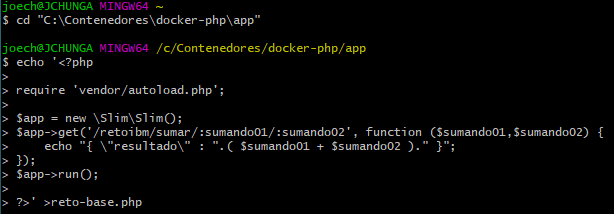 joech@JCHUNGA MINGW64 ~
$ cd "C:\Contenedores\docker-php\app"
joech@JCHUNGA MINGW64 /c/Contenedores/docker-php/app
$ echo '<?php
>
> require 'vendor/autoload.php';
>
> $app = new \Slim\Slim();
> $app->get('/retoibm/sumar/:sumando01/:sumando02', function ($sumando01,$sumando02) {
>     echo "{ \"resultado\" : ".( $sumando01 + $sumando02 )." }";
> });
> $app->run();
>
> ?>' >reto-base.php